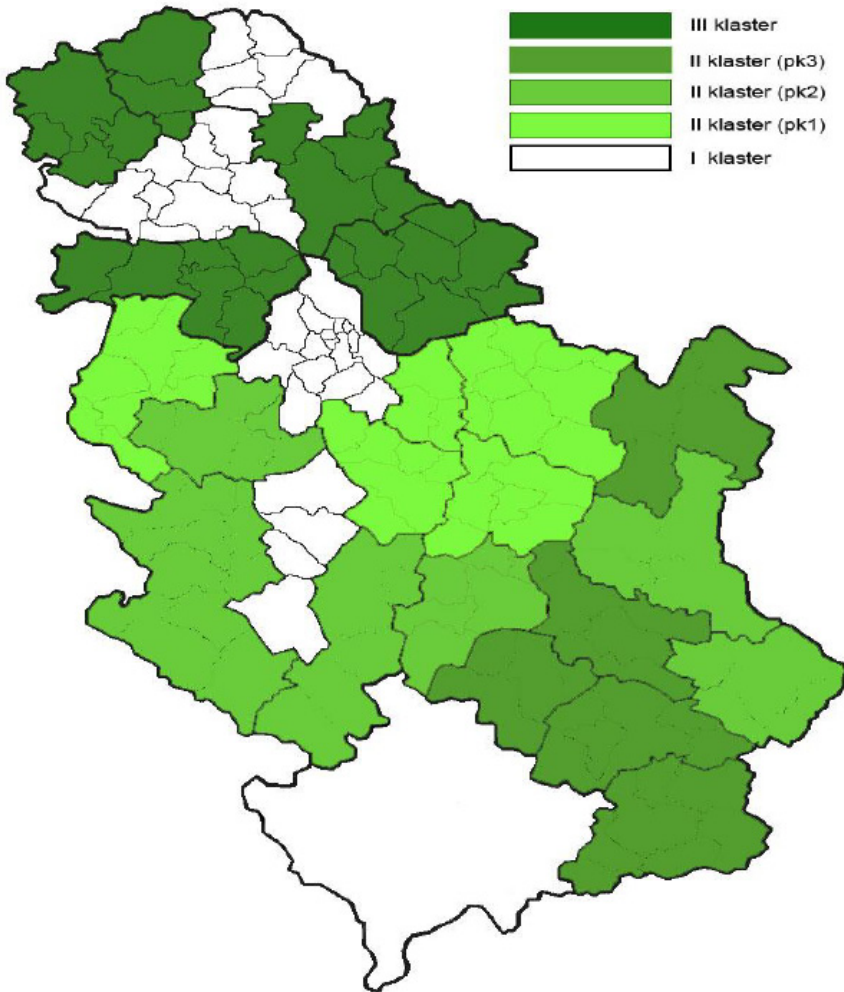 III klaster
II klaster (pk3)
II klaster (pk2)
II klaster (pk1)
I klaster